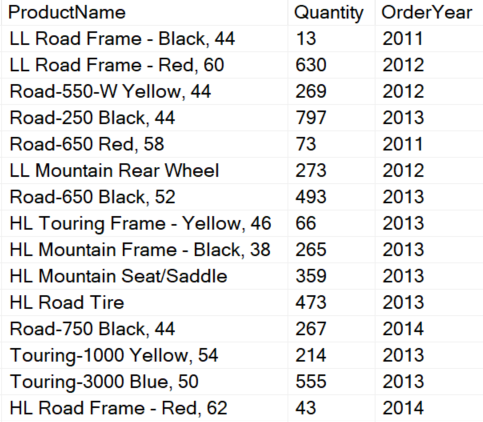 ProductName Quantity OrderYear
LL Road Frame - Black, 44 13 2011
LL Road Frame - Red, 60 630 2012
Road-550-W Yellow, 44 269 2012
Road-250 Black, 44 797 2013
Road-650 Red, 58 73 2011
LL Mountain Rear Wheel 273 2012
Road-650 Black, 52 493 2013
HL Touring Frame - Yellow, 46 66 2013
HL Mountain Frame - Black, 38 265 2013
HL Mountain Seat/Saddle 359 2013
HL Road Tire 473 2013
Road-750 Black, 44 267 2014
Touring-1000 Yellow, 54 214 2013
Touring-3000 Blue, 50 555 2013
HL Road Frame - Red, 62 43 2014